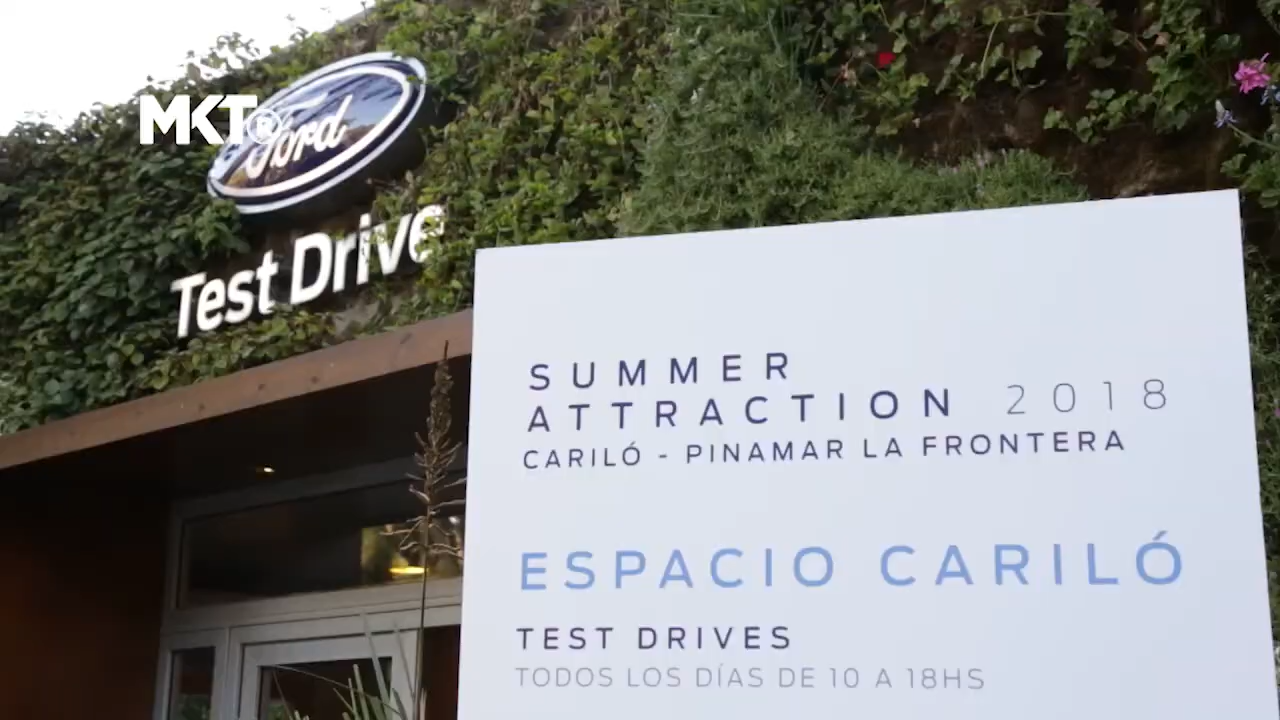 MKT®
Ford
Test Drive
SUMMER
ATTRACTION 2018
CARILÓ - PINAMAR LA FRONTERA
ESPACIO CARILÓ
TEST DRIVES
TODOS LOS DÍAS DE 10 A 18HS